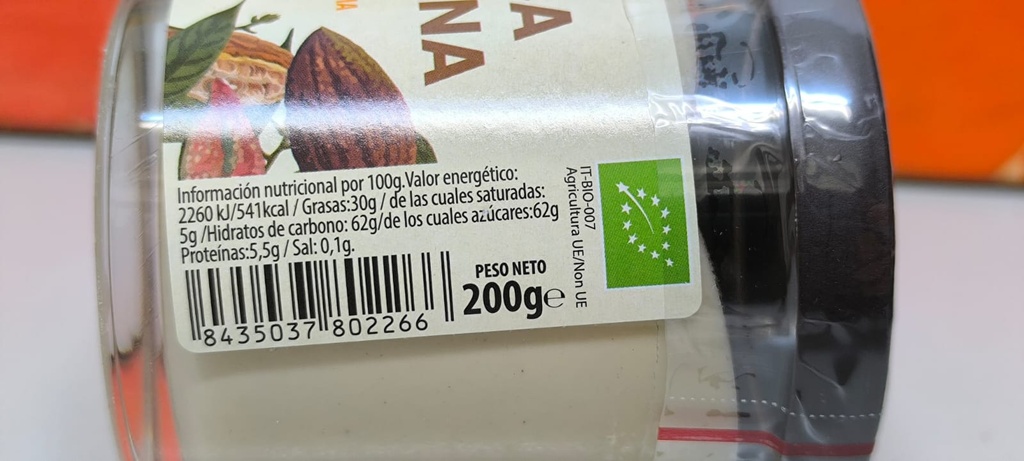 Información nutricional por 100g.Valor energético:
2260 kJ/541kcal / Grasas:30g / de las cuales saturadas:
5g /Hidratos de carbono: 62g/de los cuales azúcares:62g
Proteínas:5,5g / Sal: 0,1g.
8435037 802266
PESO NETO
200g℮
IT-BIO-007
Agricultura UE/Non UE